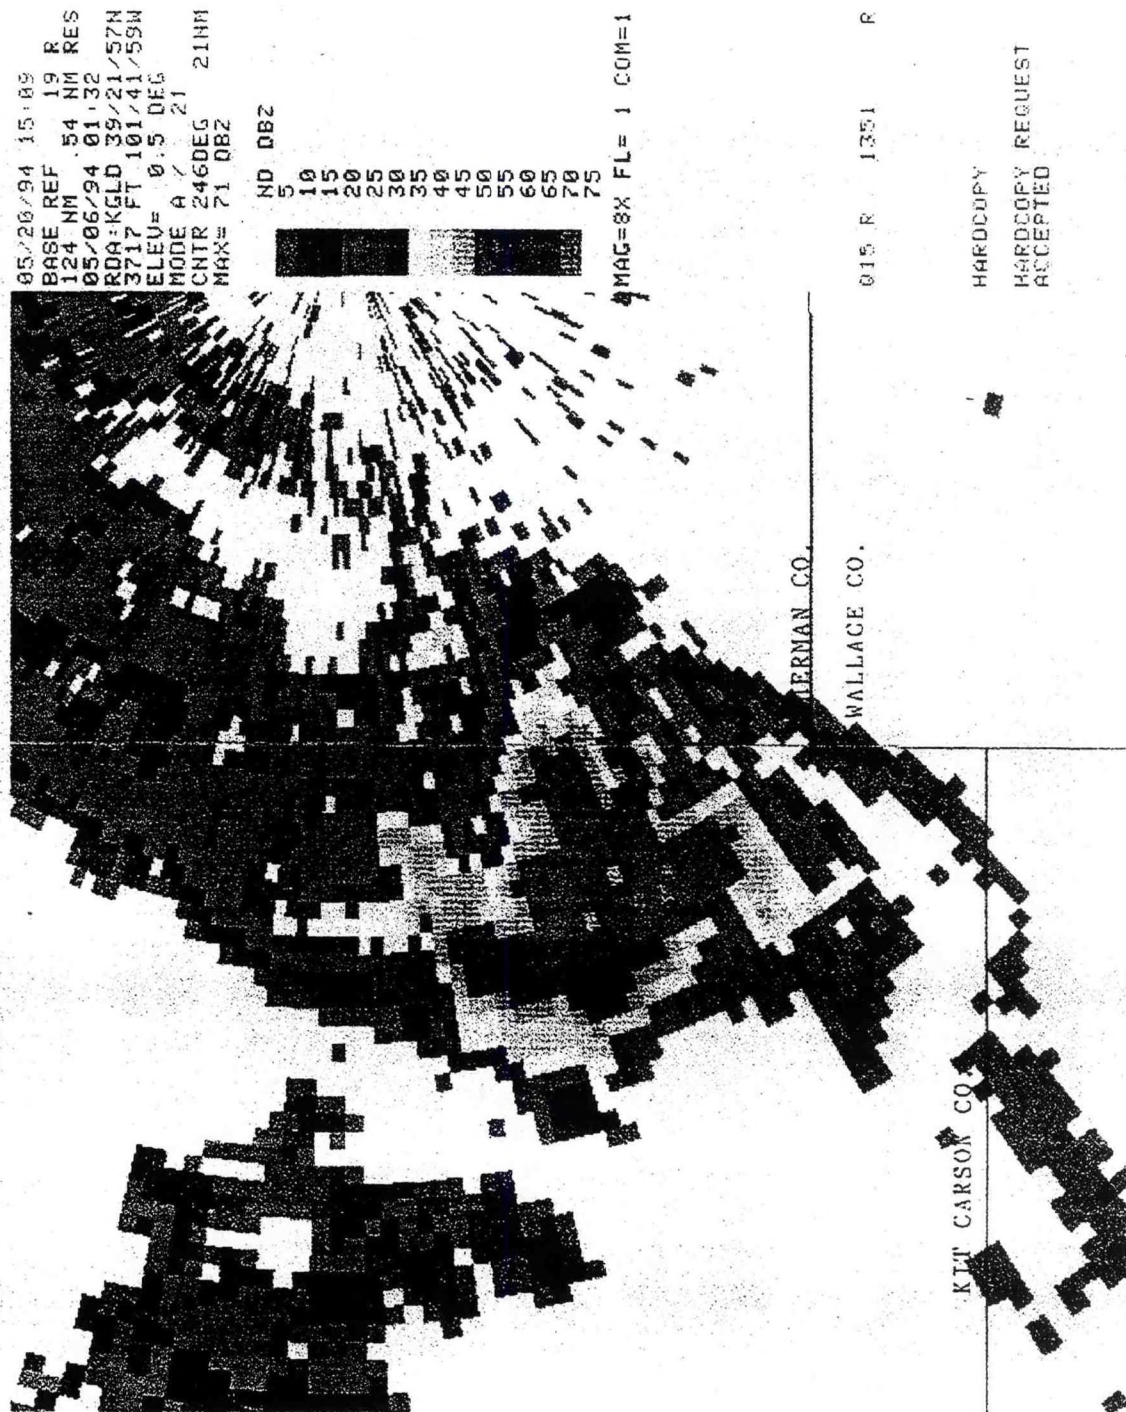 05/20/94 15:09
BASE REF 19 R
124 NM .54 NM RES
05/06/94 01:32
RDA:KGLD 39/21/57N
3717 FT 101/41/59W
ELEV= 0.5 DEG
MODE A / 21
CNTR 246DEG 21NM
MAX= 71 DBZ
ND DBZ
5
10
15
20
25
30
35
40
45
50
55
60
65
70
75
MAG=8X FL= 1 COM=1
Q15 R 1351 R
HARDCOPY
HARDCOPY REQUEST
ACCEPTED
ERMAN CO.
WALLACE CO.
KIT CARSON CO